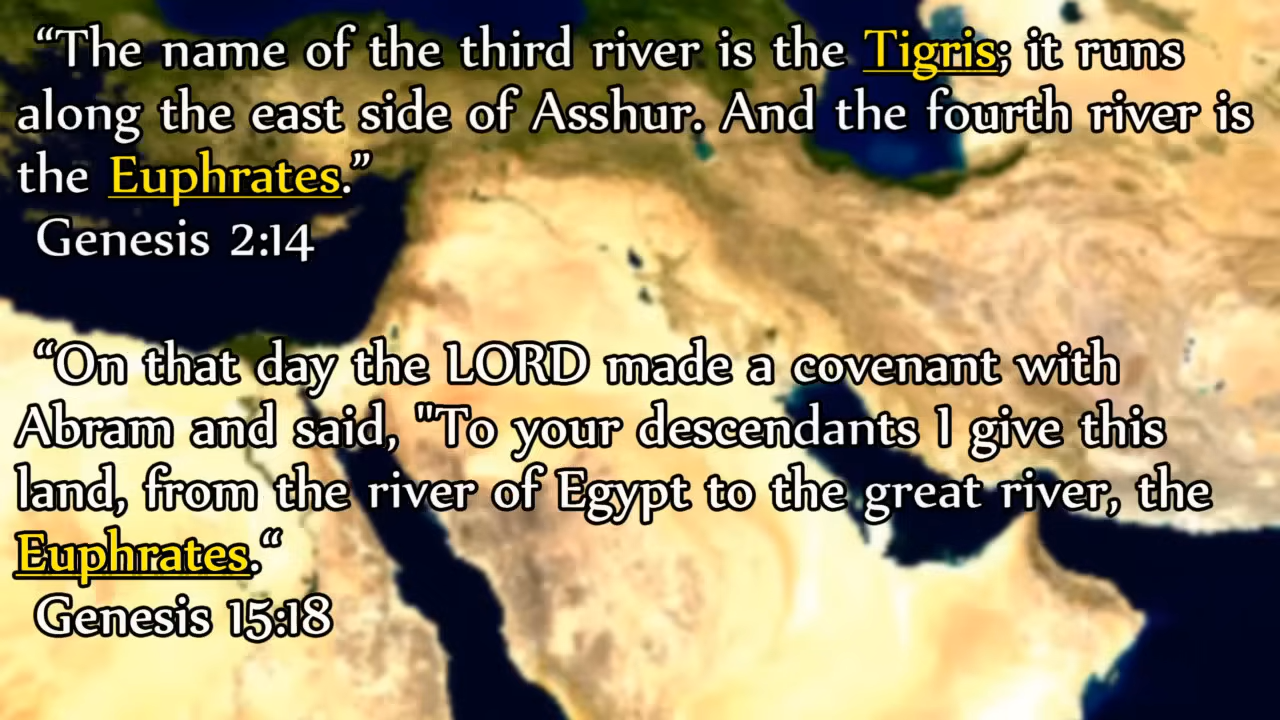 “The name of the third river is the Tigris; it runs
along the east side of Asshur. And the fourth river is
the Euphrates.”
Genesis 2:14
“On that day the LORD made a covenant with
Abram and said, "To your descendants I give this
land, from the river of Egypt to the great river, the
Euphrates.“
Genesis 15:18